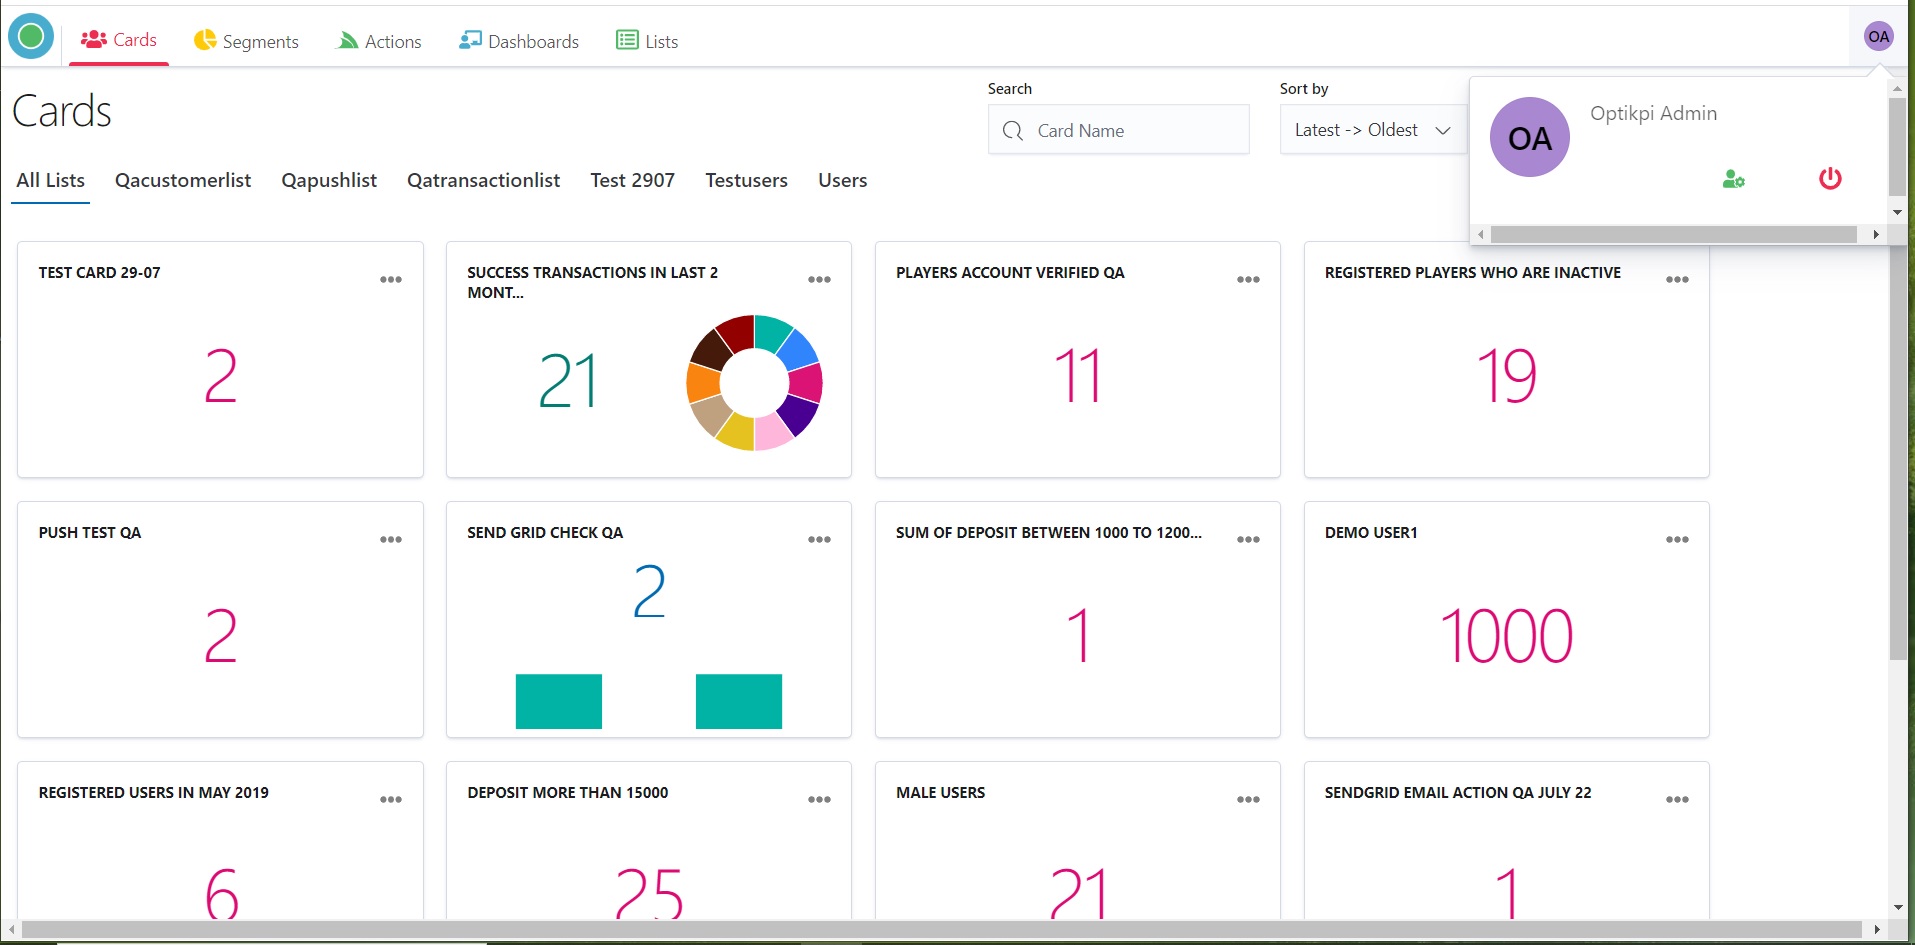 Cards
Segments
Actions
Dashboards
Lists
OA
Cards
Search
Card Name
Sort by
Latest -> Oldest
OA
Optikpi Admin
All Lists
Qacustomerlist
Qapushlist
Qatransactionlist
Test 2907
Testusers
Users
TEST CARD 29-07
2
SUCCESS TRANSACTIONS IN LAST 2
MONT...
21
PLAYERS ACCOUNT VERIFIED QA
11
REGISTERED PLAYERS WHO ARE INACTIVE
19
PUSH TEST QA
2
SEND GRID CHECK QA
2
SUM OF DEPOSIT BETWEEN 1000 TO 1200...
1
DEMO USER1
1000
REGISTERED USERS IN MAY 2019
6
DEPOSIT MORE THAN 15000
25
MALE USERS
21
SENDGRID EMAIL ACTION QA JULY 22
1